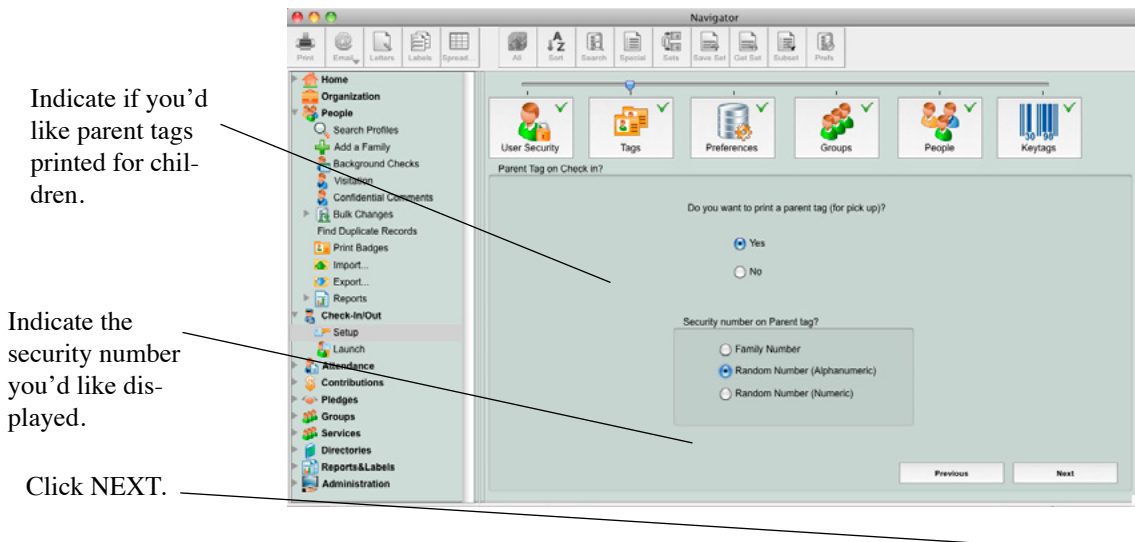 Navigator
Print Email Letters Labels Spread... All Sort Search Special Sets Save Set Get Set Subset Prefs
Indicate if you'd
like parent tags
printed for chil-
dren.
Indicate the
security number
you'd like dis-
played.
Click NEXT.
Home
Organization
People
Search Profiles
Add a Family
Background Checks
Visitation
Confidential Comments
Bulk Changes
Find Duplicate Records
Print Badges
Import...
Export...
Reports
Check-In/Out
Setup
Launch
Attendance
Contributions
Pledges
Groups
Services
Directories
Reports&Labels
Administration
User Security Tags Preferences Groups People Keytags
30 90
Parent Tag on Check in?
Do you want to print a parent tag (for pick up)?
Yes
No
Security number on Parent tag?
Family Number
Random Number (Alphanumeric)
Random Number (Numeric)
Previous Next